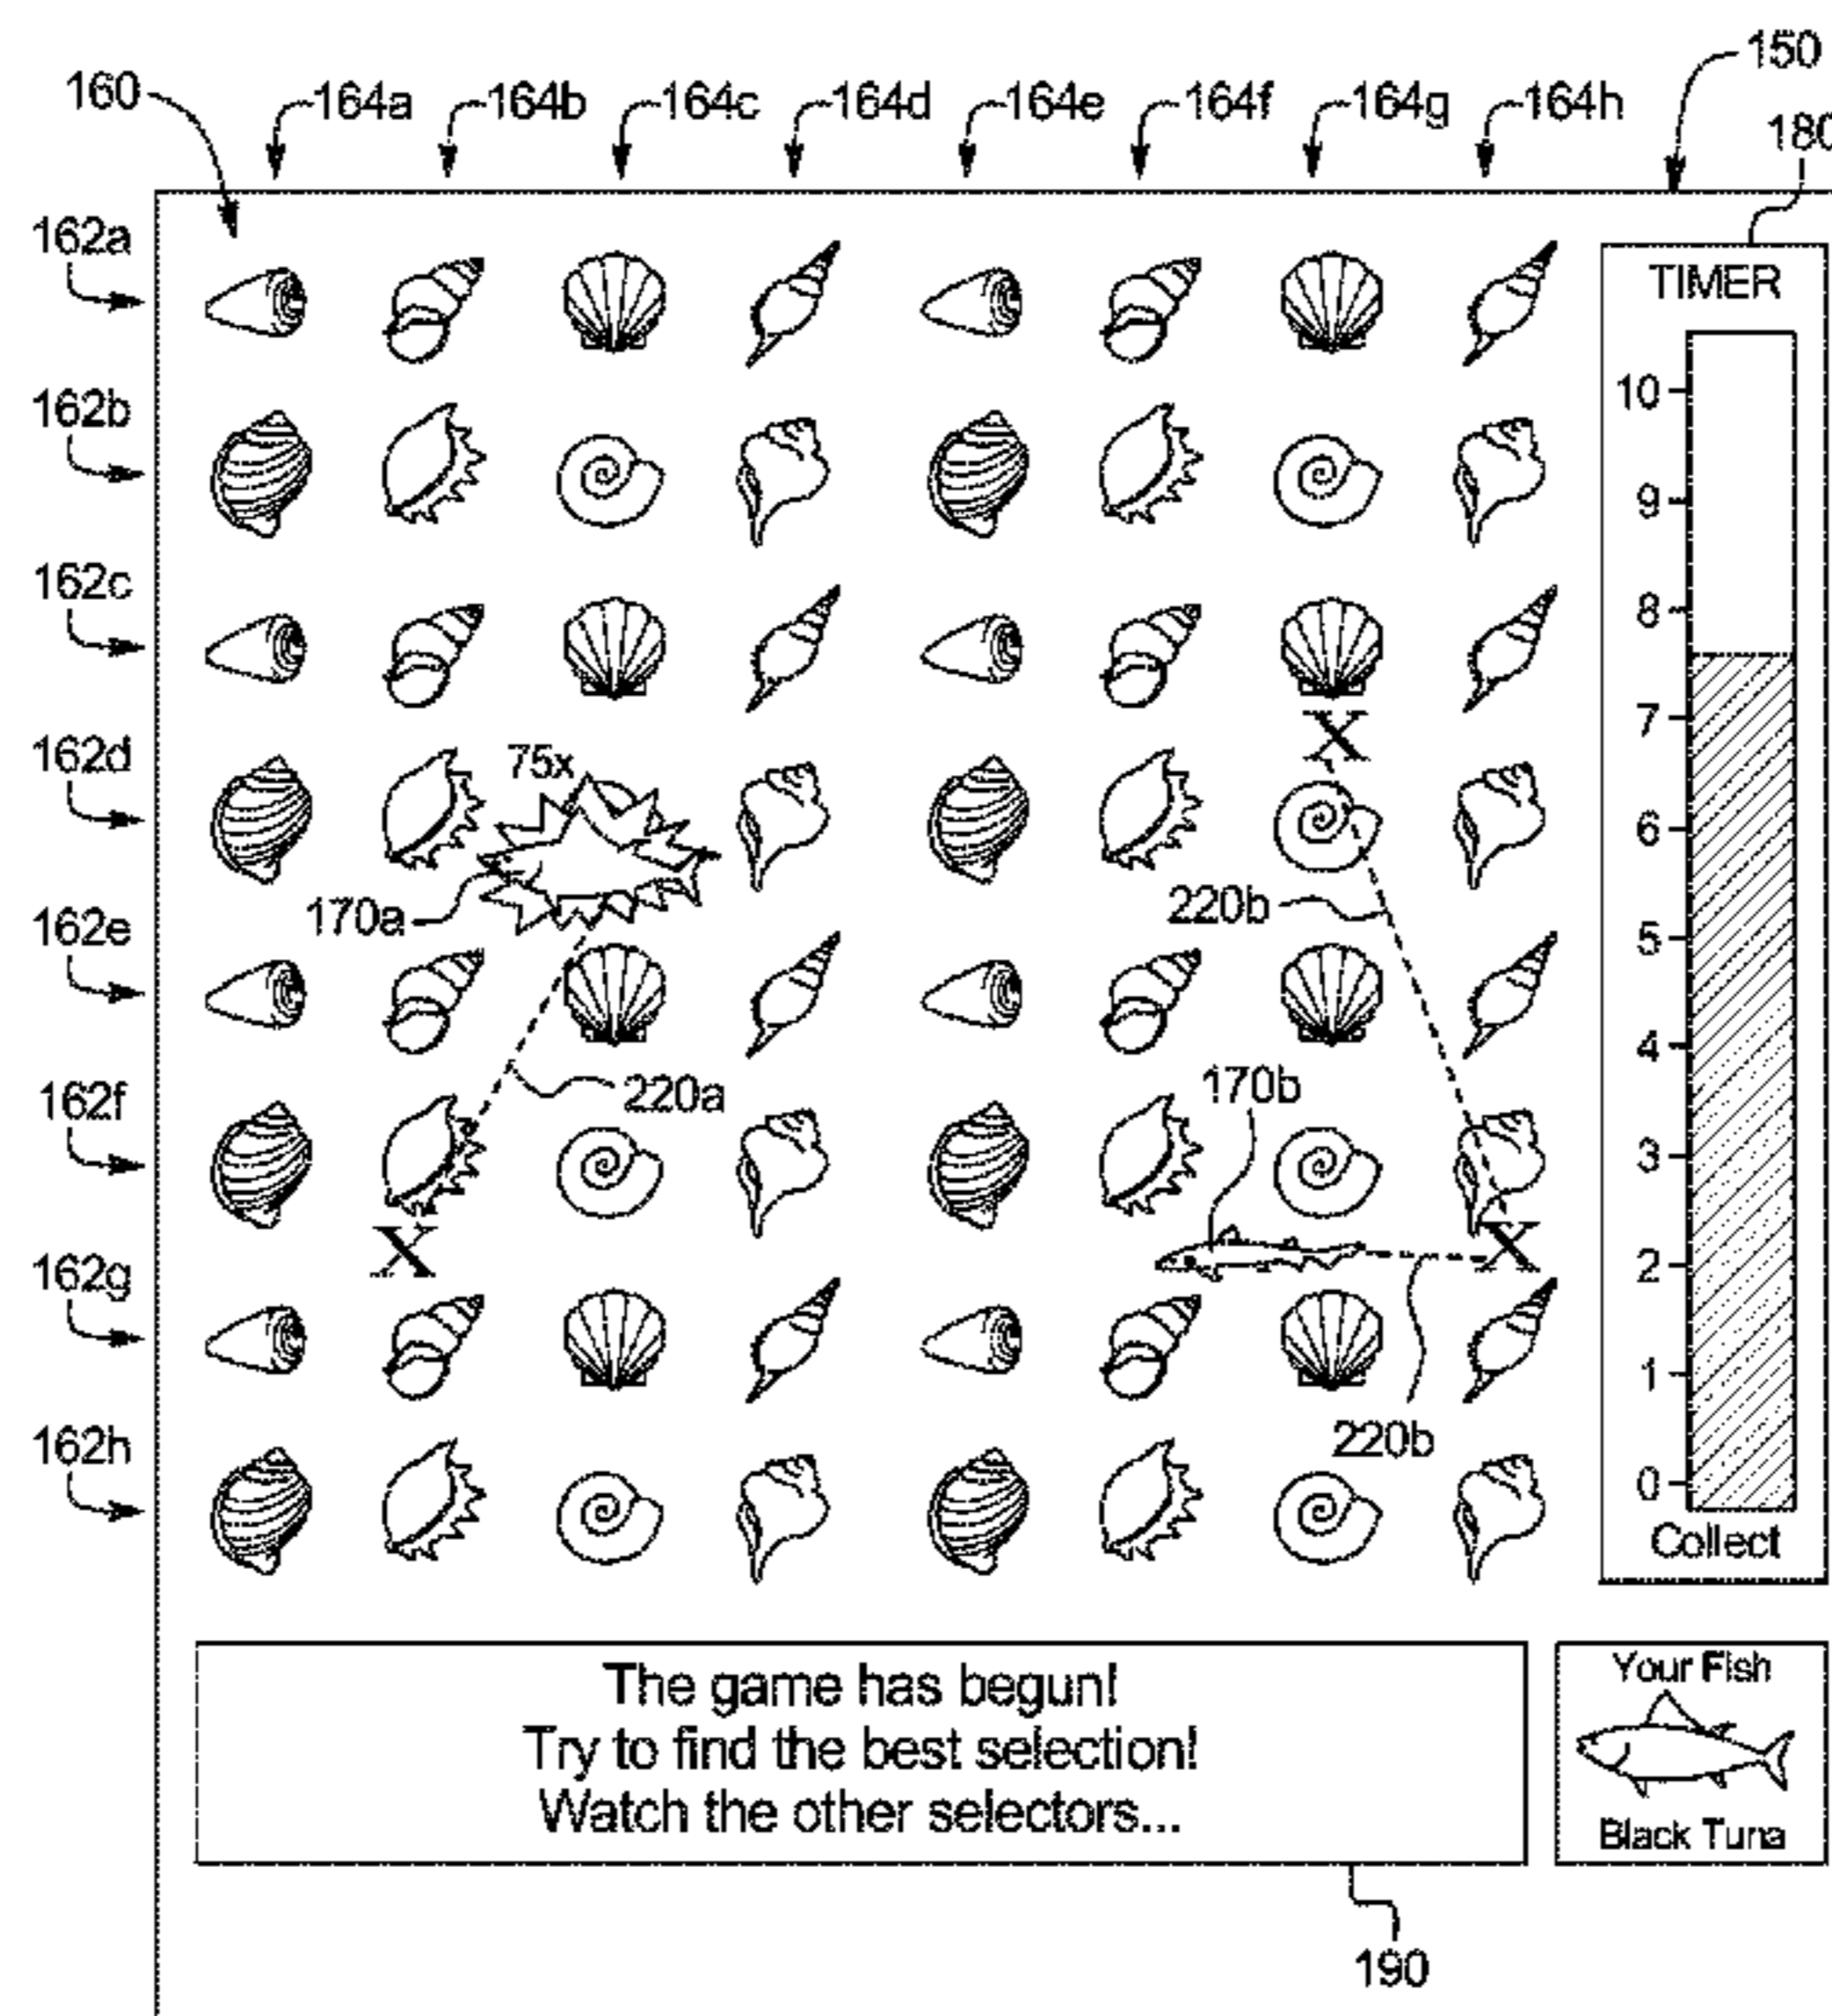 150
160
164a 164b 164c 164d 164e 164f 164g 164h
180
162a
TIMER
10
162b
9
162c
8
7
X
162d
75x
6
170a
220b
162e
5
4
162f
220a
170b
3
X
X
162g
2
1
162h
220b
0
Collect
The game has begun!
Try to find the best selection!
Watch the other selectors...
Your Fish
Black Tuna
190